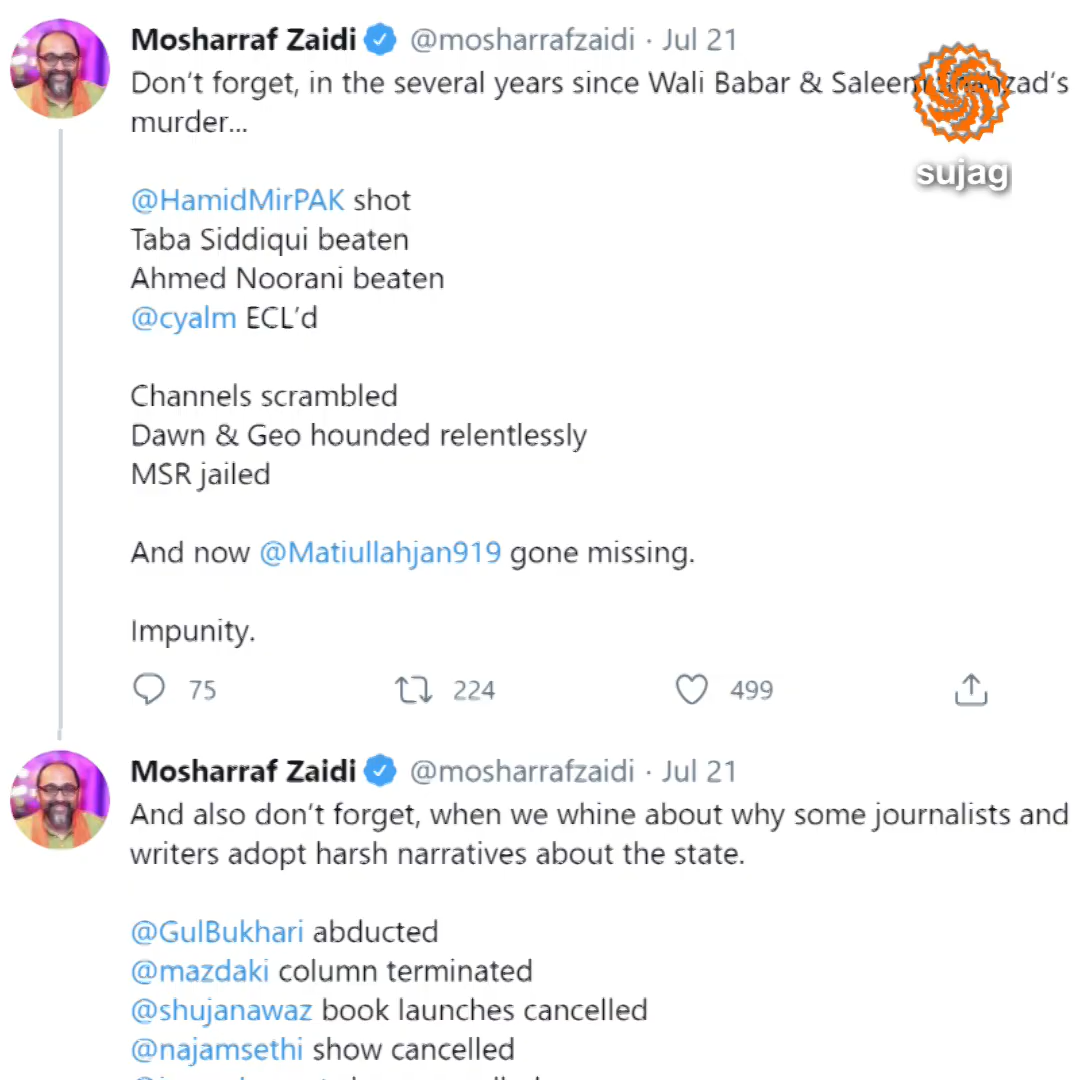 Mosharraf Zaidi @mosharrafzaidi · Jul 21
Don't forget, in the several years since Wali Babar & Saleem Shahzad's
murder...
@HamidMirPAK shot
Taba Siddiqui beaten
Ahmed Noorani beaten
@cyalm ECL'd
Channels scrambled
Dawn & Geo hounded relentlessly
MSR jailed
And now @Matiullahjan919 gone missing.
Impunity.
75 224 499
sujag
Mosharraf Zaidi @mosharrafzaidi · Jul 21
And also don't forget, when we whine about why some journalists and
writers adopt harsh narratives about the state.
@GulBukhari abducted
@mazdaki column terminated
@shujanawaz book launches cancelled
@najamsethi show cancelled